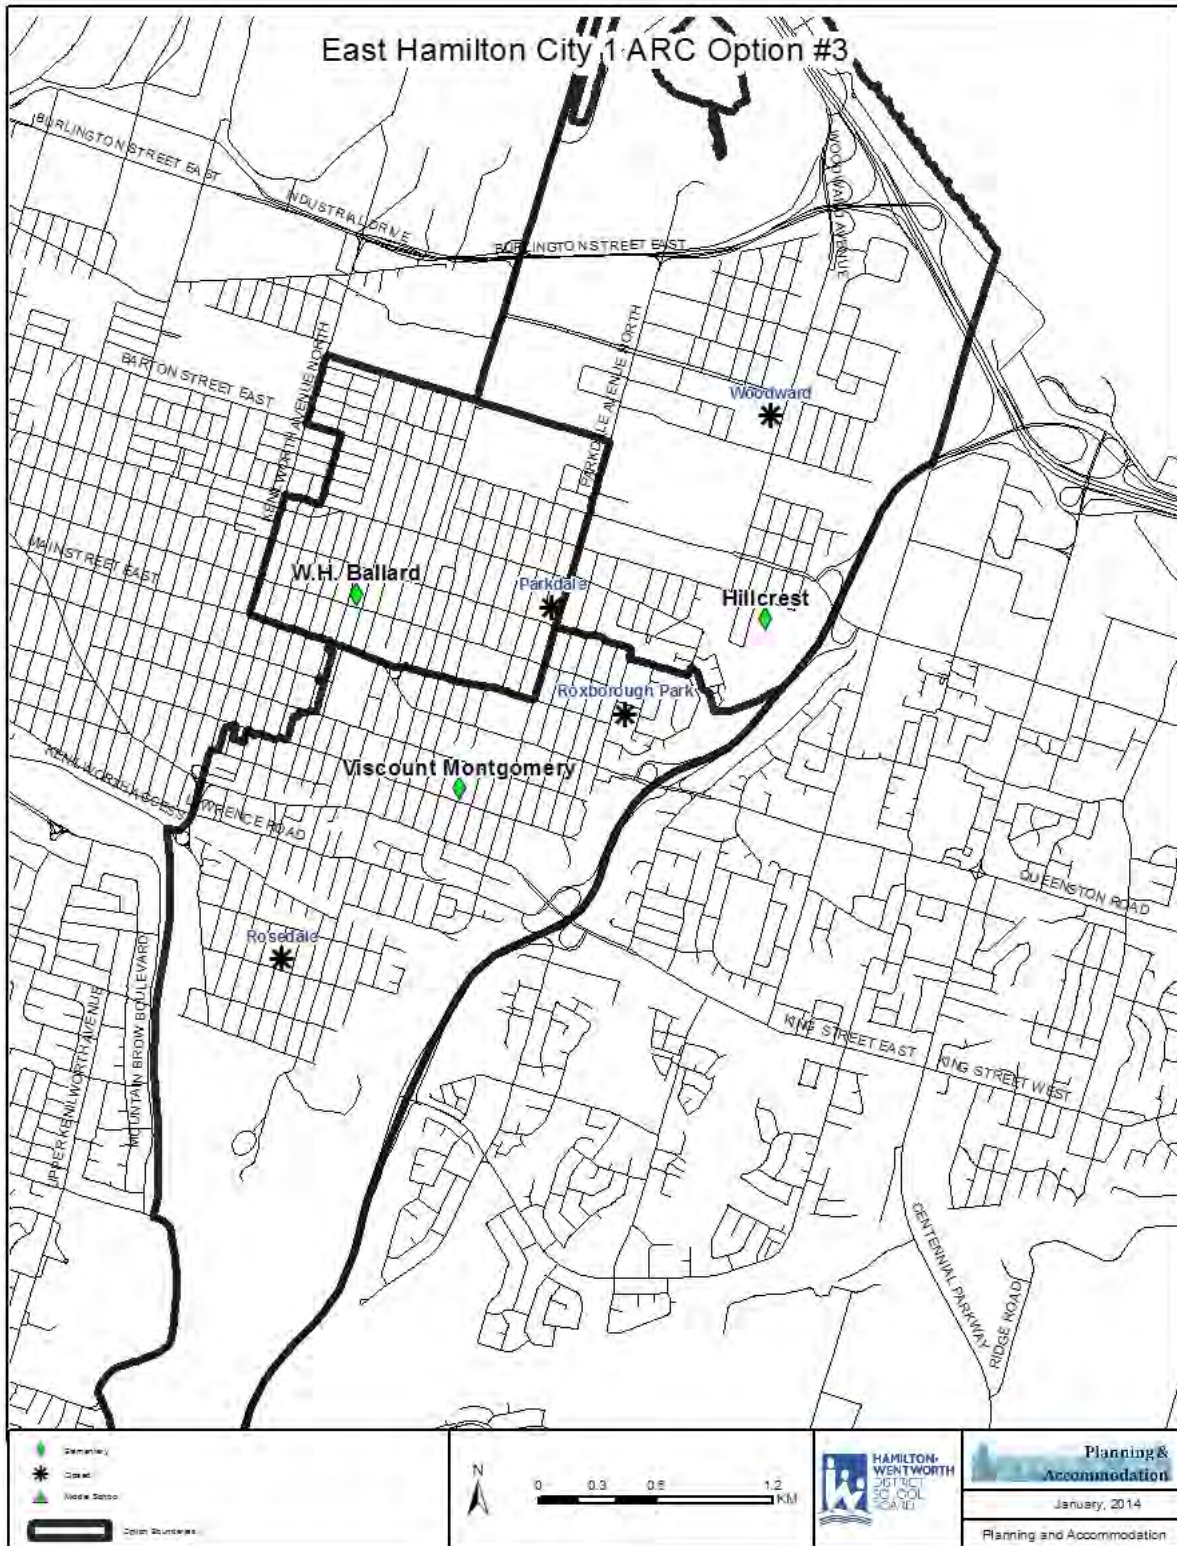 East Hamilton City 1 ARC Option #3
BURLINGTON STREET EAST
INDUSTRIAL DRIVE
BURLINGTON STREET EAST
WOODWARD AVENUE
BARTON STREET EAST
KENILWORTH AVENUE NORTH
PARKDALE AVENUE NORTH
Woodward
MAIN STREET EAST
W.H. Ballard
Parkdale
Hillcrest
Roxborough Park
Viscount Montgomery
KENILWORTH ACCESS
LAWRENCE ROAD
QUEENSTON ROAD
Rosedale
MOUNTAIN BROW BOULEVARD
UPPER KENILWORTH AVENUE
KING STREET EAST
KING STREET WEST
CENTENNIAL PARKWAY
RIDGE ROAD
Elementary
Closed
Middle School
Option Boundaries
N
0 0.3 0.6 1.2
KM
HAMILTON-
WENTWORTH
DISTRICT
SCHOOL
BOARD
Planning &
Accommodation
January, 2014
Planning and Accommodation